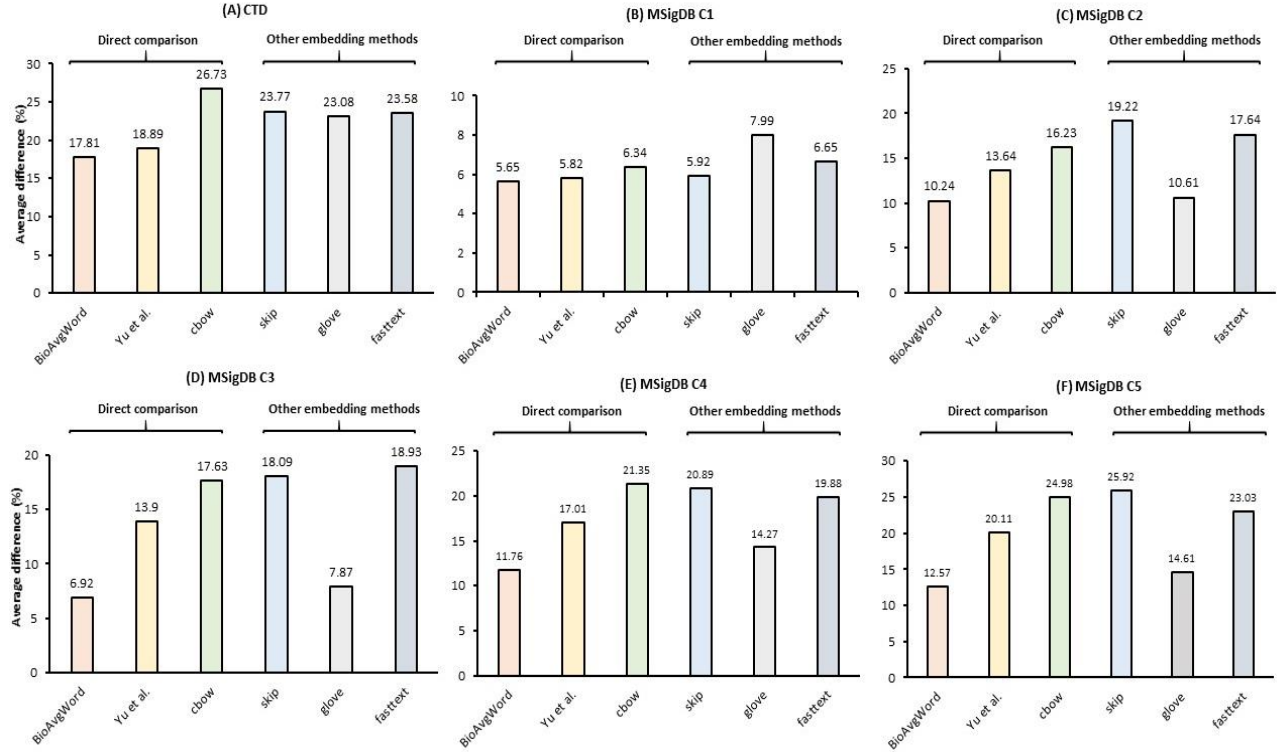 (A) CTD
Direct comparison
Other embedding methods
Average difference (%)
30
25
20
15
10
5
0
17.81
18.89
26.73
23.77
23.08
23.58
BioAvgWord
Yu et al.
cbow
skip
glove
fasttext
(B) MSigDB C1
Direct comparison
Other embedding methods
10
8
6
4
2
0
5.65
5.82
6.34
5.92
7.99
6.65
BioAvgWord
Yu et al.
cbow
skip
glove
fasttext
(C) MSigDB C2
Direct comparison
Other embedding methods
25
20
15
10
5
0
10.24
13.64
16.23
19.22
10.61
17.64
BioAvgWord
Yu et al.
cbow
skip
glove
fasttext
(D) MSigDB C3
Direct comparison
Other embedding methods
Average difference (%)
20
15
10
5
0
6.92
13.9
17.63
18.09
7.87
18.93
BioAvgWord
Yu et al.
cbow
skip
glove
fasttext
(E) MSigDB C4
Direct comparison
Other embedding methods
25
20
15
10
5
0
11.76
17.01
21.35
20.89
14.27
19.88
BioAvgWord
Yu et al.
cbow
skip
glove
fasttext
(F) MSigDB C5
Direct comparison
Other embedding methods
30
25
20
15
10
5
0
12.57
20.11
24.98
25.92
14.61
23.03
BioAvgWord
Yu et al.
cbow
skip
glove
fasttext